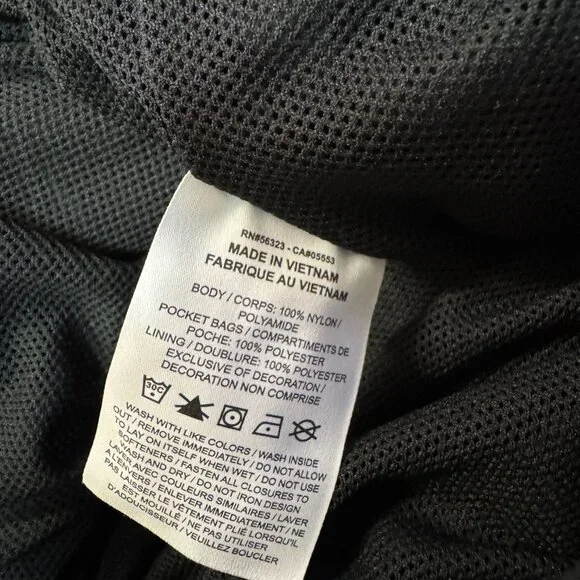 RN#56323 - CA#05553
MADE IN VIETNAM
FABRIQUE AU VIETNAM
BODY / CORPS: 100% NYLON /
POLYAMIDE
POCKET BAGS / COMPARTIMENTS DE
POCHE: 100% POLYESTER
LINING / DOUBLURE: 100% POLYESTER
EXCLUSIVE OF DECORATION /
DECORATION NON COMPRISE
30C
WASH WITH LIKE COLORS / WASH INSIDE
OUT / REMOVE IMMEDIATELY / DO NOT ALLOW
TO LAY ON ITSELF WHEN WET / DO NOT USE
SOFTENERS / FASTEN ALL CLOSURES TO
WASH AND DRY / DO NOT IRON DESIGN
LAVER AVEC COULEURS SIMILAIRES / LAVER
A L'ENVERS / ENLEVER IMMEDIATEMENT / NE
PAS LAISSER LE VÊTEMENT PLIÉ LORSQU'IL
EST MOUILLÉ / NE PAS UTILISER
D'ADOUCISSEUR / VEUILLEZ BOUCLER